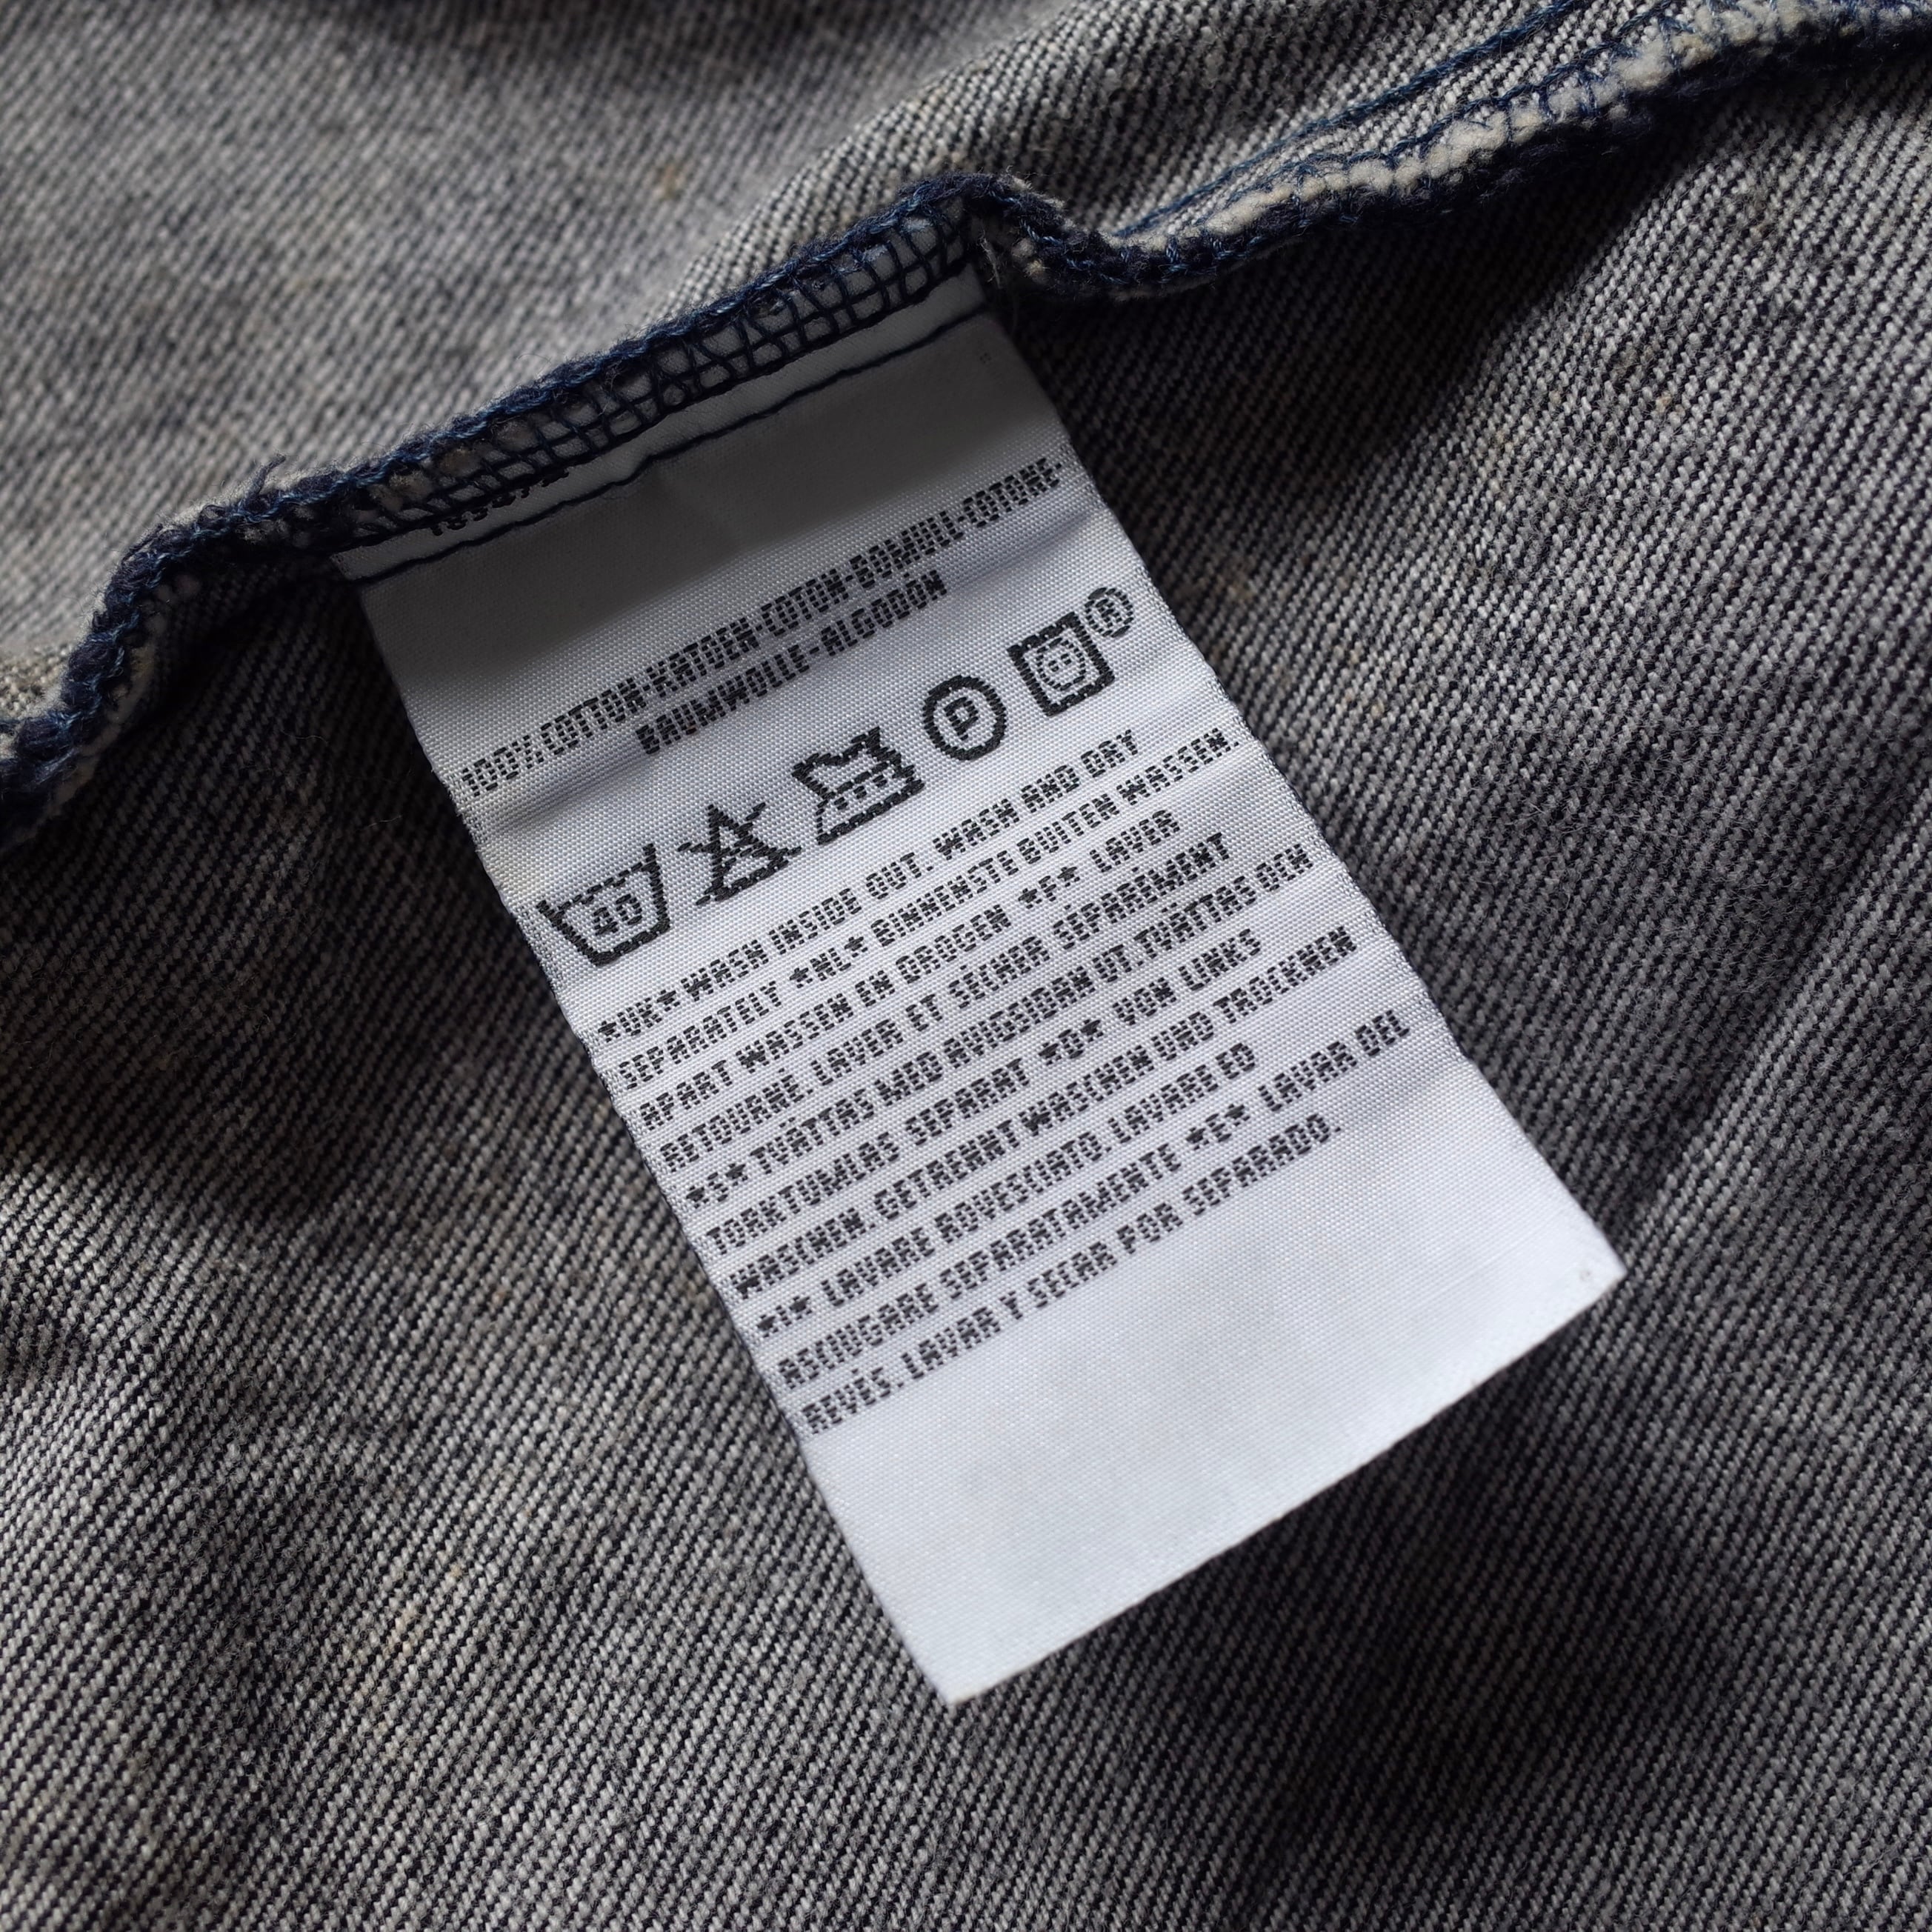 100% COTTON-KATOEN-COTON-BOMULL-COTONE-
BAUMWOLLE-ALGODÓN
40 P ®
*UK* WASH INSIDE OUT. WASH AND DRY
SEPARATELY *NL* BINNENSTE BUITEN WASSEN.
APART WASSEN EN DROGEN *F* LAVER
RETOURNÉ. LAVER ET SÉCHER SÉPARÉMENT
*S* TVÄTTAS MED AVIGSIDAN UT.TVÄTTAS OCH
TORKTUMLAS SEPARAT *D* VON LINKS
WASCHEN. GETRENNT WASCHEN UND TROCKNEN
*I* LAVARE ROVESCIATO. LAVARE ED
ASCIUGARE SEPARATAMENTE *E* LAVAR DEL
REVÉS. LAVAR Y SECAR POR SEPARADO.